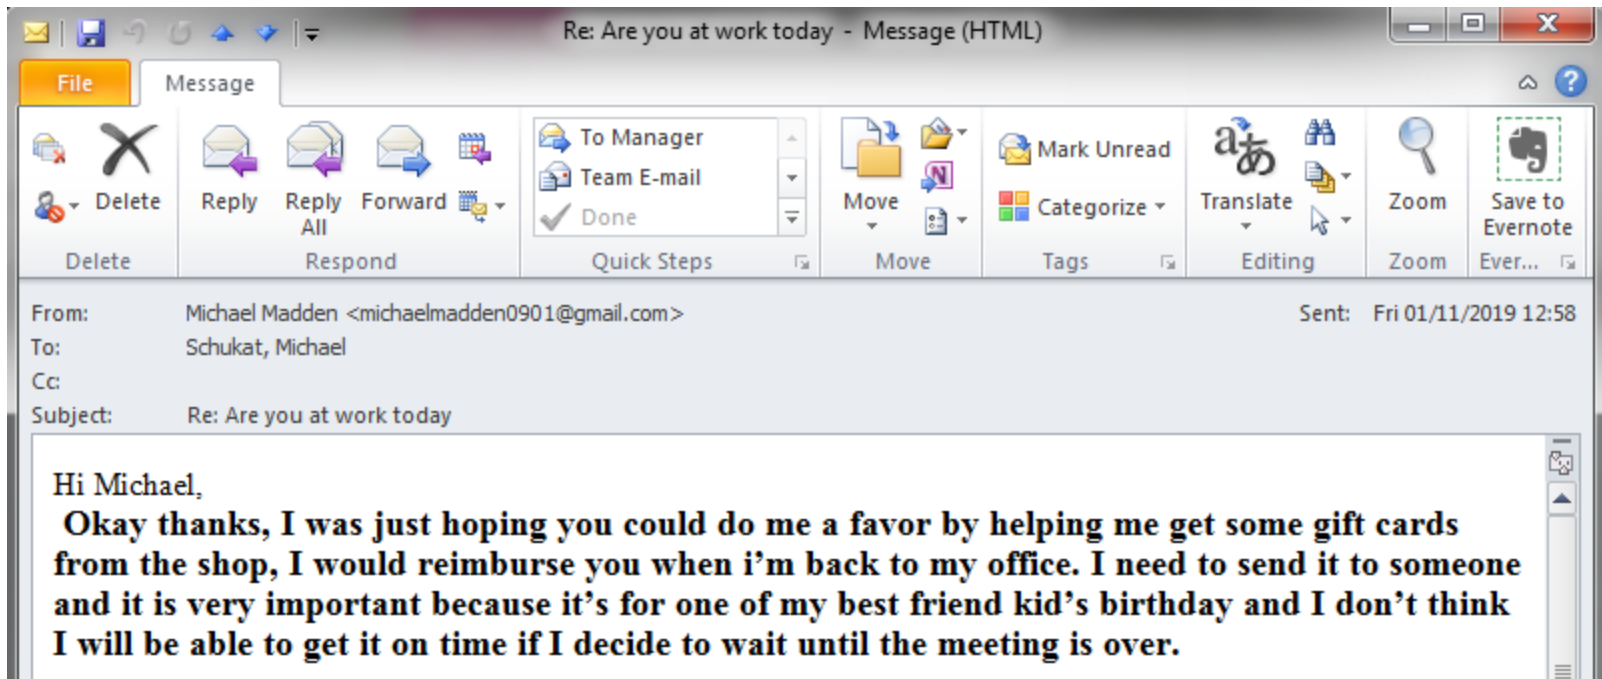 Re: Are you at work today - Message (HTML)
File Message
Delete
Reply
Reply All
Forward
To Manager
Team E-mail
Done
Move
Mark Unread
Categorize
Translate
Zoom
Save to Evernote
Delete Respond Quick Steps Move Tags Editing Zoom Ever...
From: Michael Madden <michaelmadden0901@gmail.com> Sent: Fri 01/11/2019 12:58
To: Schukat, Michael
Cc:
Subject: Re: Are you at work today
Hi Michael,
Okay thanks, I was just hoping you could do me a favor by helping me get some gift cards
from the shop, I would reimburse you when i'm back to my office. I need to send it to someone
and it is very important because it's for one of my best friend kid's birthday and I don't think
I will be able to get it on time if I decide to wait until the meeting is over.